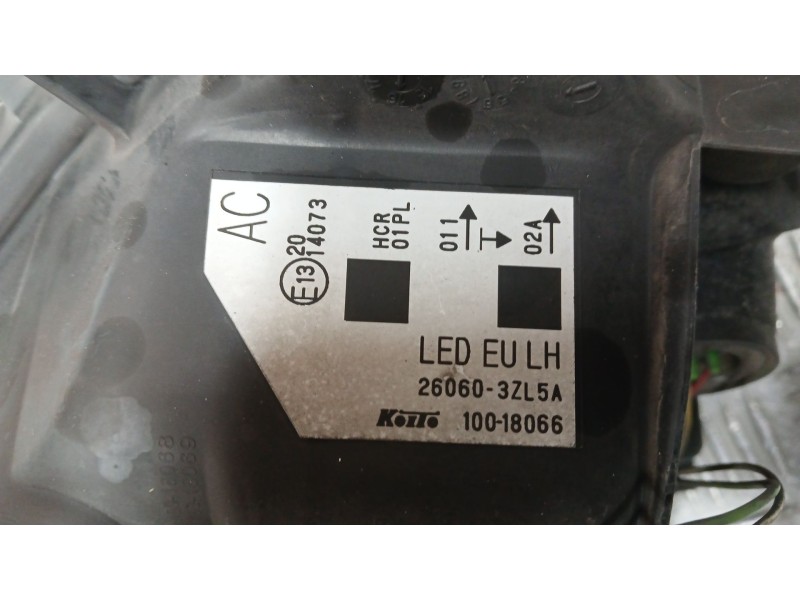 AC
E13
20
14073
HCR
01PL
011
02A
LED EU LH
26060-3ZL5A
KOITO 100-18066